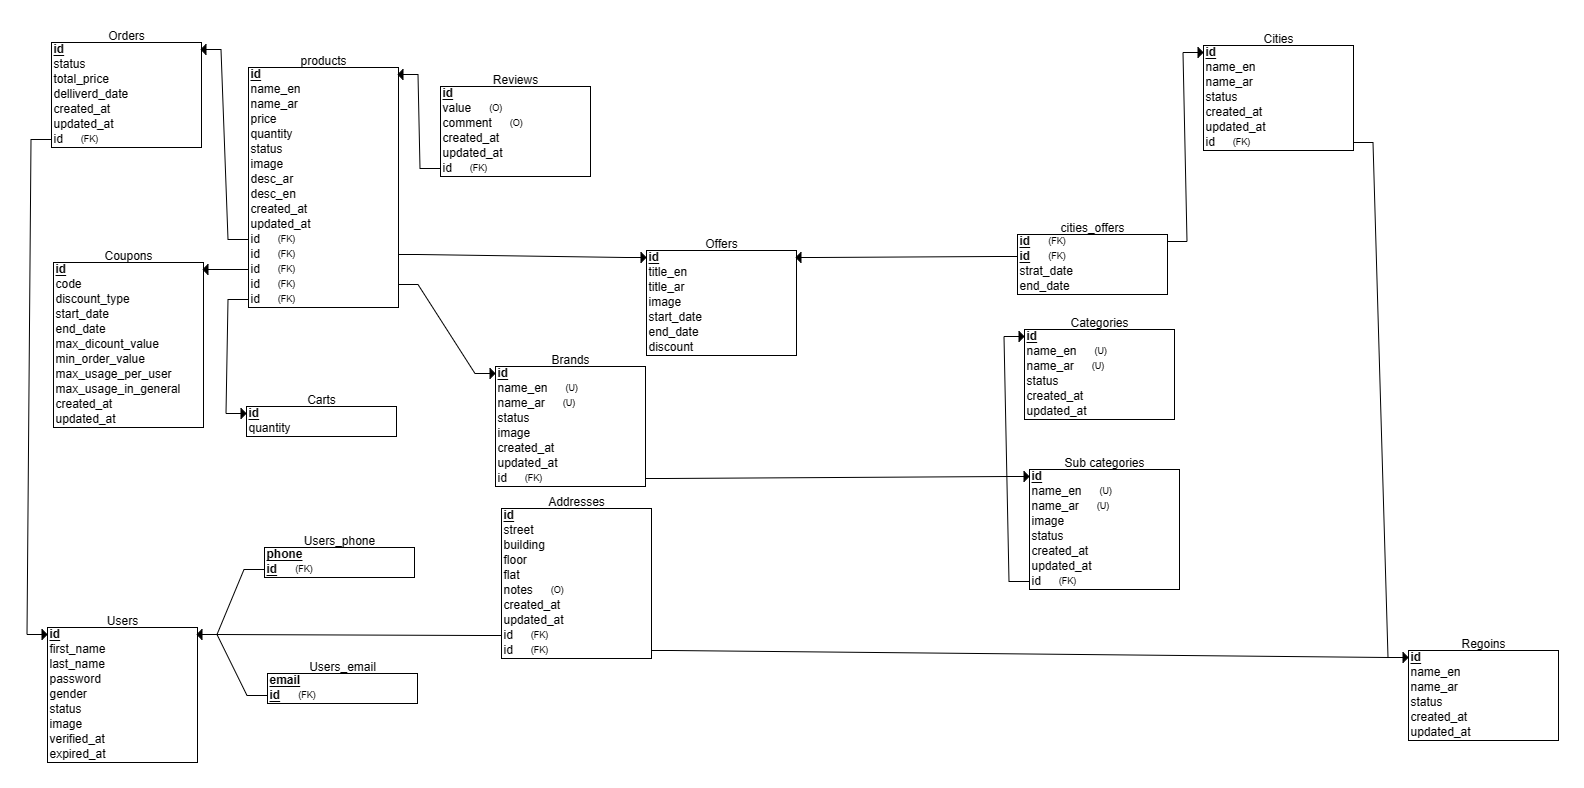 Orders
id
status
total_price
delliverd_date
created_at
updated_at
id (FK)
products
id
name_en
name_ar
price
quantity
status
image
desc_ar
desc_en
created_at
updated_at
id (FK)
id (FK)
id (FK)
id (FK)
id (FK)
Reviews
id
value (O)
comment (O)
created_at
updated_at
id (FK)
Cities
id
name_en
name_ar
status
created_at
updated_at
id (FK)
cities_offers
id (FK)
id (FK)
strat_date
end_date
Offers
id
title_en
title_ar
image
start_date
end_date
discount
Coupons
id
code
discount_type
start_date
end_date
max_dicount_value
min_order_value
max_usage_per_user
max_usage_in_general
created_at
updated_at
Carts
id
quantity
Brands
id
name_en (U)
name_ar (U)
status
image
created_at
updated_at
id (FK)
Categories
id
name_en (U)
name_ar (U)
status
created_at
updated_at
Sub categories
id
name_en (U)
name_ar (U)
image
status
created_at
updated_at
id (FK)
Addresses
id
street
building
floor
flat
notes (O)
created_at
updated_at
id (FK)
id (FK)
Users_phone
phone
id (FK)
Users
id
first_name
last_name
password
gender
status
image
verified_at
expired_at
Users_email
email
id (FK)
Regoins
id
name_en
name_ar
status
created_at
updated_at